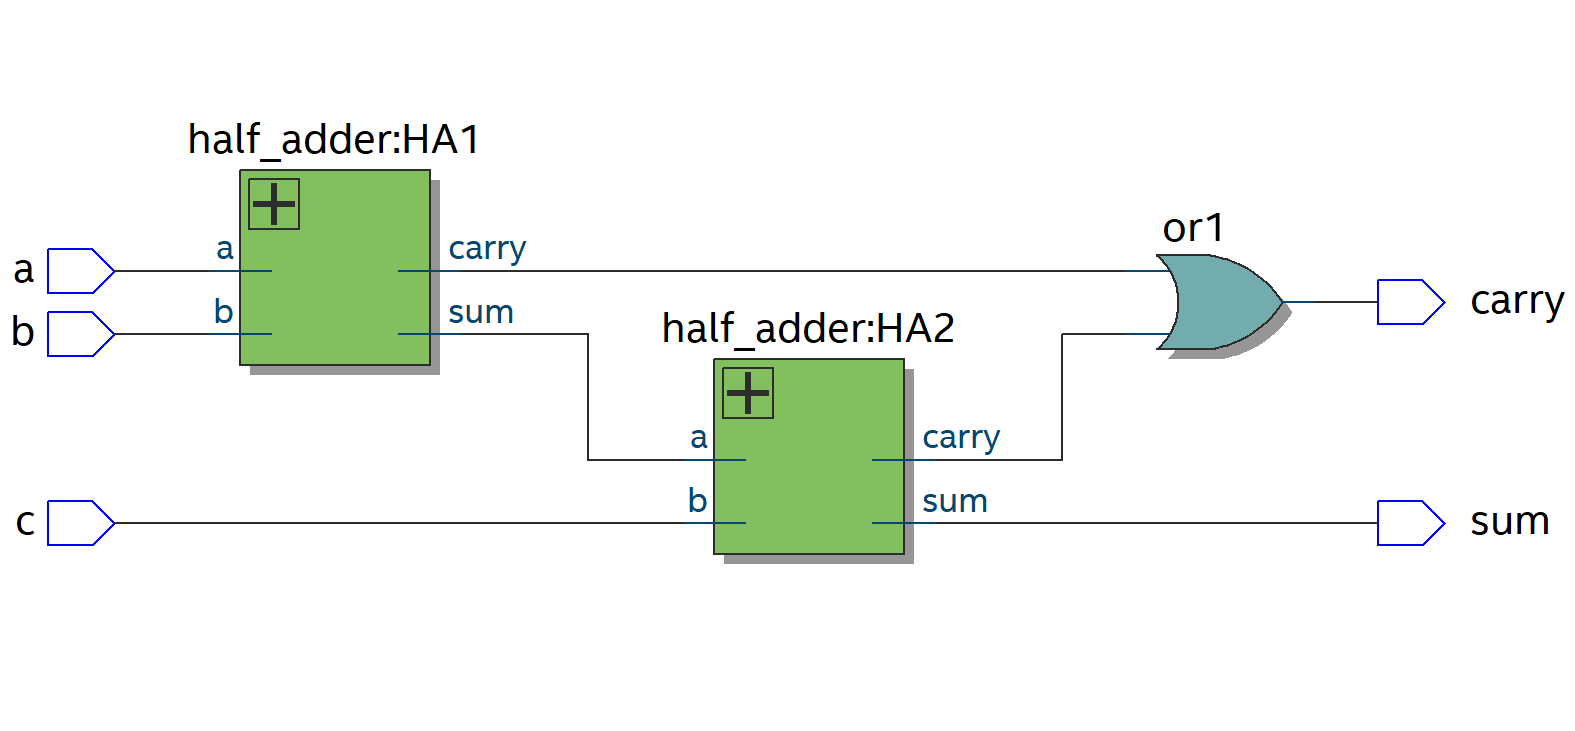 half_adder:HA1
a
a
carry
b
b
sum
or1
carry
half_adder:HA2
a
carry
c
b
sum
sum